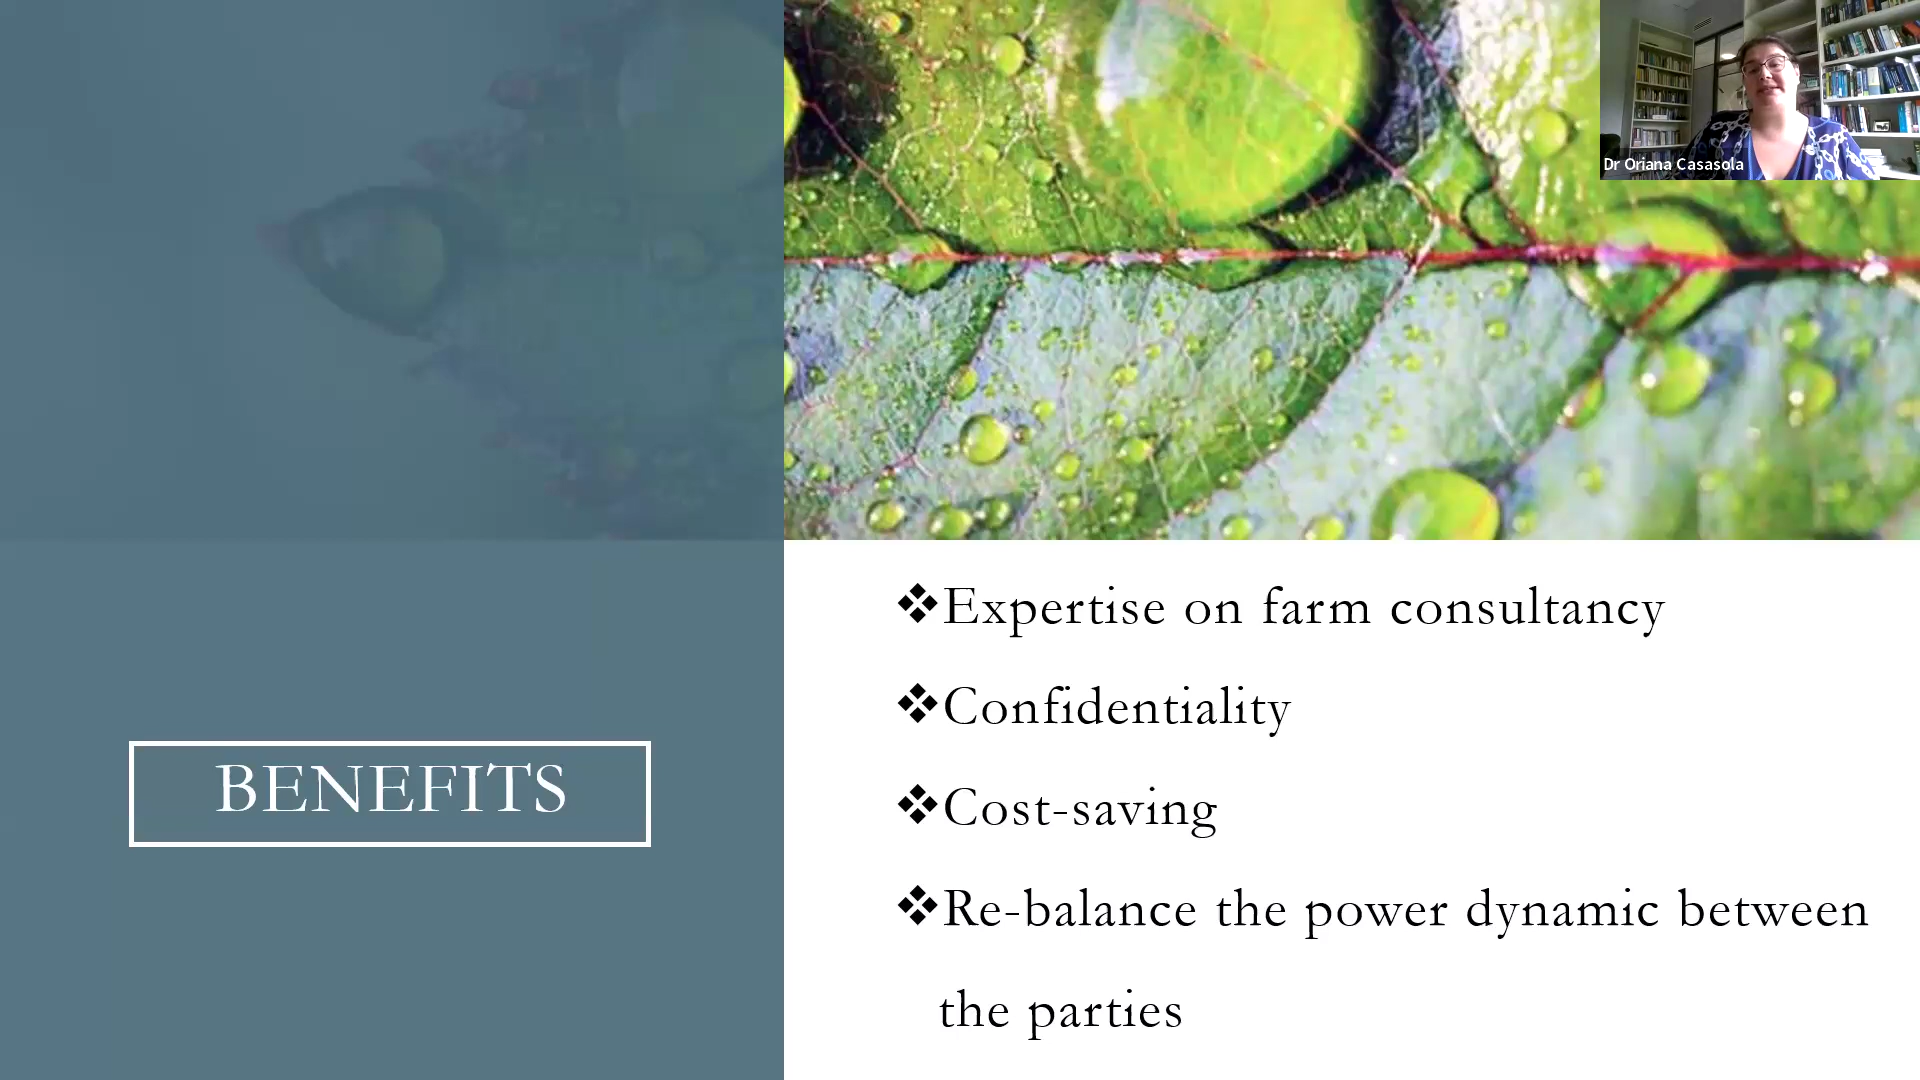 Dr Oriana Casasola
BENEFITS
❖Expertise on farm consultancy
❖Confidentiality
❖Cost-saving
❖Re-balance the power dynamic between
the parties